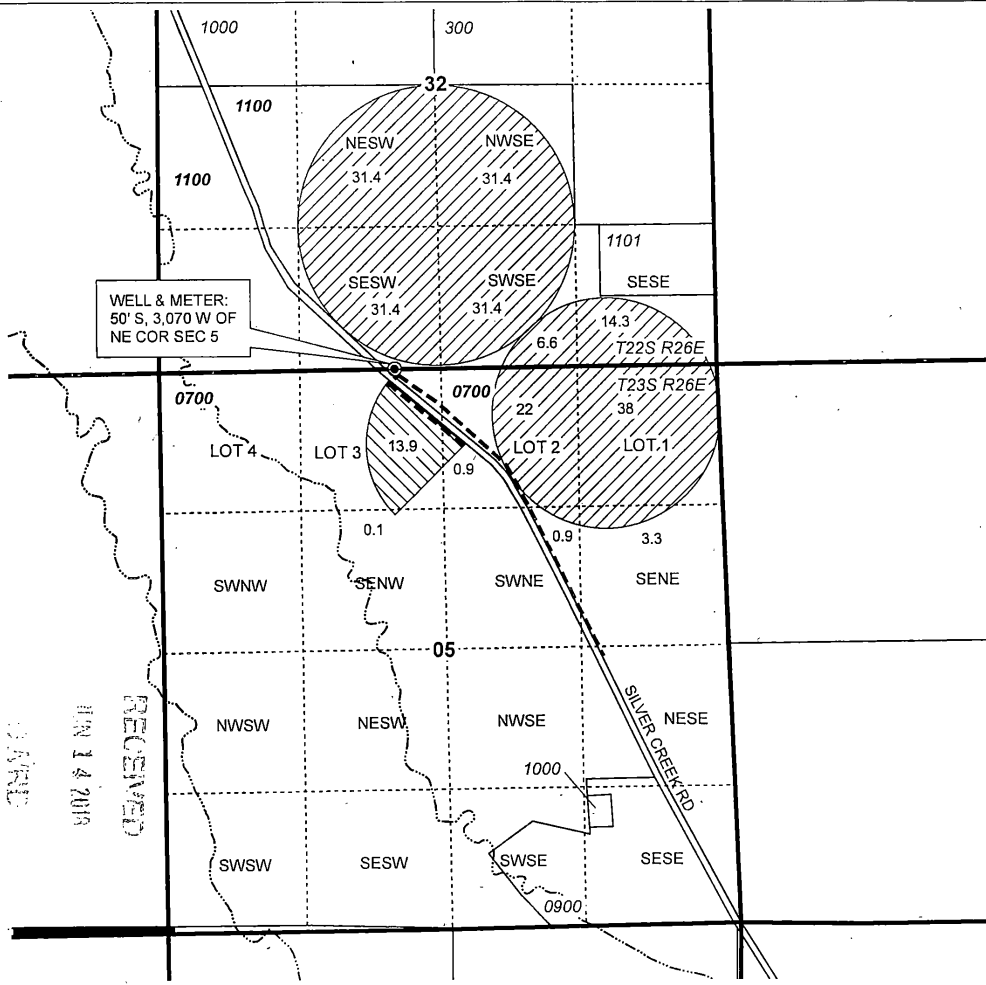 1000
300
32
1100
NESW
NWSE
31.4
31.4
1100
1101
SESW
SWSE
SESE
31.4
31.4
WELL & METER:
50' S, 3,070 W OF
NE COR SEC 5
14.3
6.6
T22S R26E
T23S R26E
0700
0700
22
38
LOT 4
LOT 3
13.9
LOT 2
LOT 1
0.9
0.1
0.9
3.3
SWNW
SENW
SWNE
SENE
05
NWSW
NESW
NWSE
NESE
SILVER CREEK RD
1000
SWSW
SESW
SWSE
SESE
0900
RECEIVED